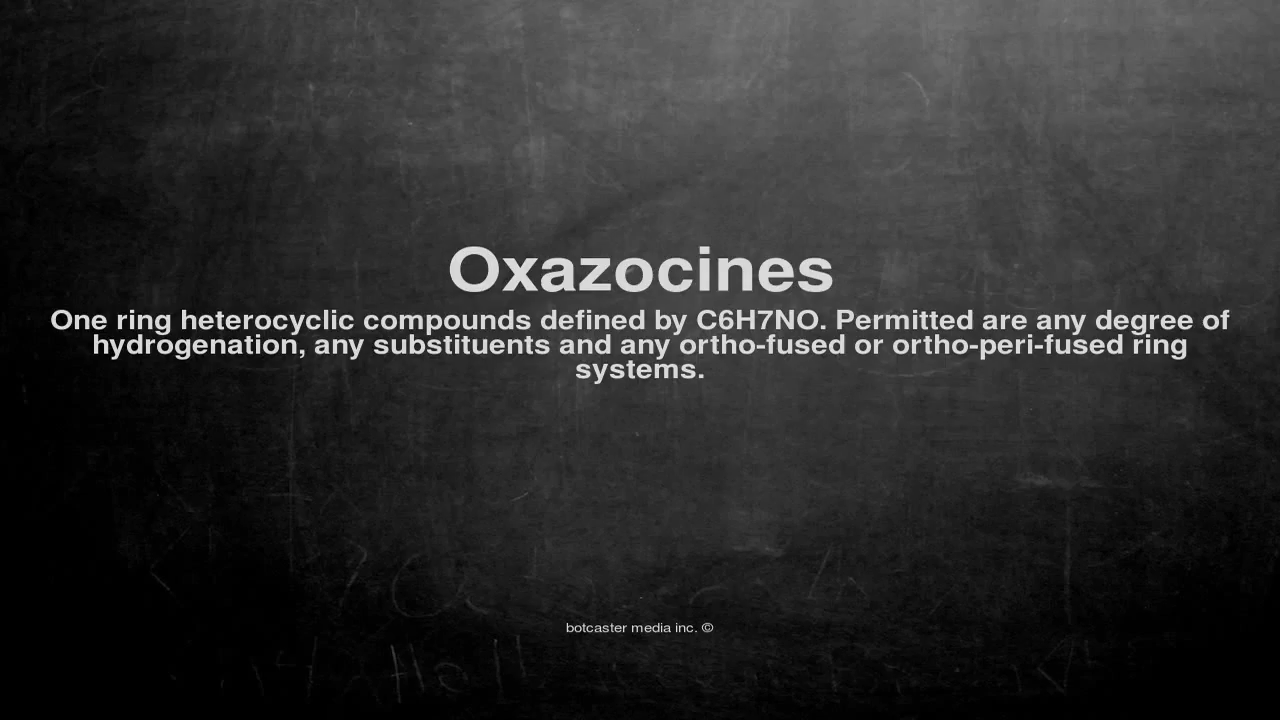 Oxazocines
One ring heterocyclic compounds defined by C6H7NO. Permitted are any degree of
hydrogenation, any substituents and any ortho-fused or ortho-peri-fused ring
systems.
botcaster media inc. ©